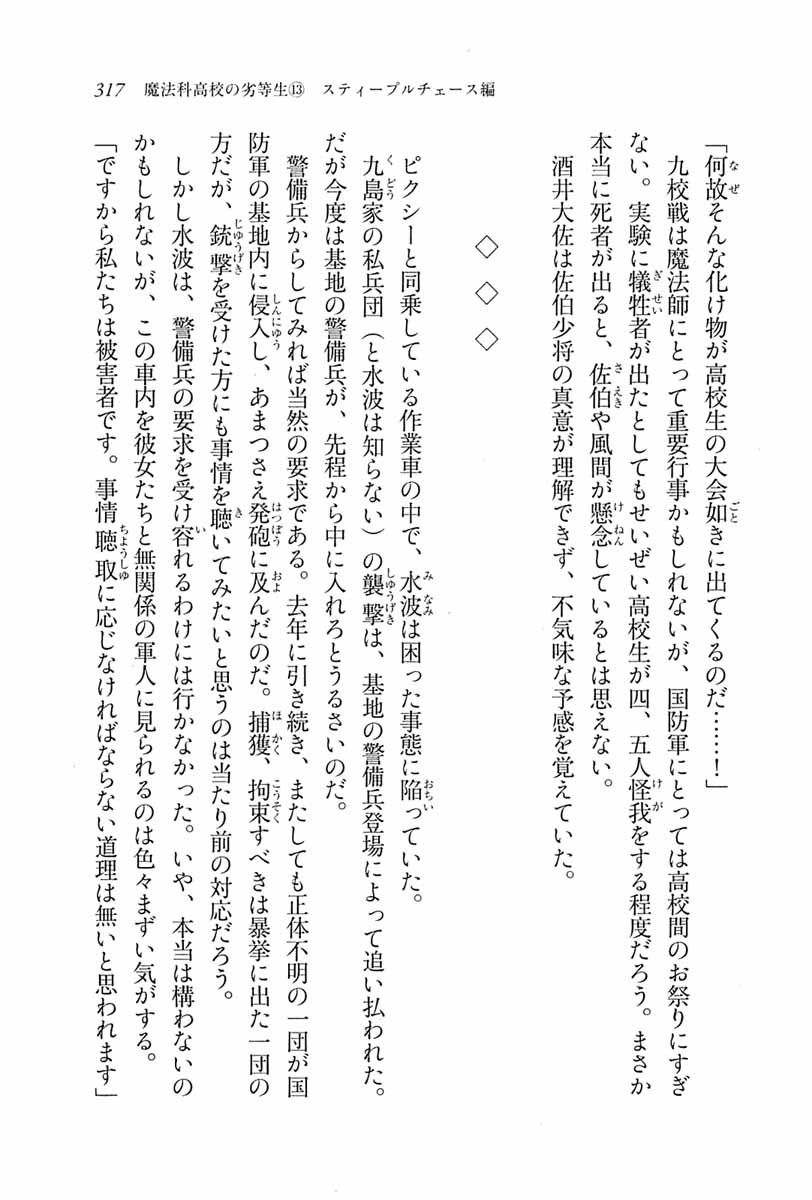 317　魔法科高校の劣等生⑬　スティープルチェース編
「何故そんな化け物が高校生の大会如きに出てくるのだ……！」
　九校戦は魔法師にとって重要行事かもしれないが、国防軍にとっては高校間のお祭りにすぎ
ない。実験に犠牲者が出たとしてもせいぜい高校生が四、五人怪我をする程度だろう。まさか
本当に死者が出ると、佐伯や風間が懸念しているとは思えない。
　酒井大佐は佐伯少将の真意が理解できず、不気味な予感を覚えていた。
◇　◇　◇
　ピクシーと同乗している作業車の中で、水波は困った事態に陥っていた。
　九島家の私兵団（と水波は知らない）の襲撃は、基地の警備兵登場によって追い払われた。
だが今度は基地の警備兵が、先程から中に入れろとうるさいのだ。
　警備兵からしてみれば当然の要求である。去年に引き続き、またしても正体不明の一団が国
防軍の基地内に侵入し、あまつさえ発砲に及んだのだ。捕獲、拘束すべきは暴挙に出た一団の
方だが、銃撃を受けた方にも事情を聴いてみたいと思うのは当たり前の対応だろう。
　しかし水波は、警備兵の要求を受け容れるわけには行かなかった。いや、本当は構わないの
かもしれないが、この車内を彼女たちと無関係の軍人に見られるのは色々まずい気がする。
「ですから私たちは被害者です。事情聴取に応じなければならない道理は無いと思われます」